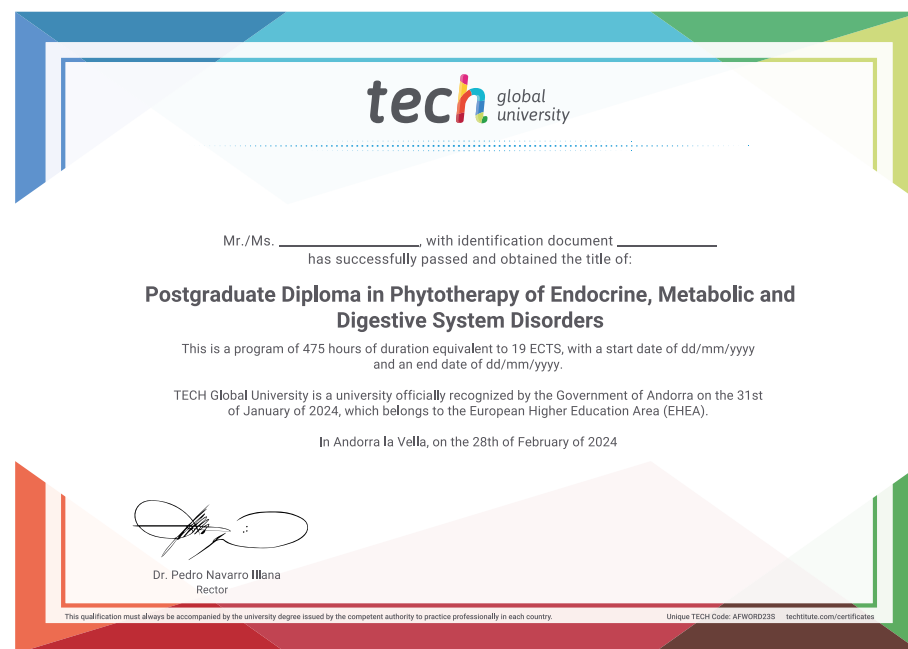 tech global
university
Mr./Ms. ____________, with identification document ____________
has successfully passed and obtained the title of:
Postgraduate Diploma in Phytotherapy of Endocrine, Metabolic and
Digestive System Disorders
This is a program of 475 hours of duration equivalent to 19 ECTS, with a start date of dd/mm/yyyy
and an end date of dd/mm/yyyy.
TECH Global University is a university officially recognized by the Government of Andorra on the 31st
of January of 2024, which belongs to the European Higher Education Area (EHEA).
In Andorra la Vella, on the 28th of February of 2024
Dr. Pedro Navarro Illana
Rector
This qualification must always be accompanied by the university degree issued by the competent authority to practice professionally in each country. Unique TECH Code: AFWORD23S techtitute.com/certificates